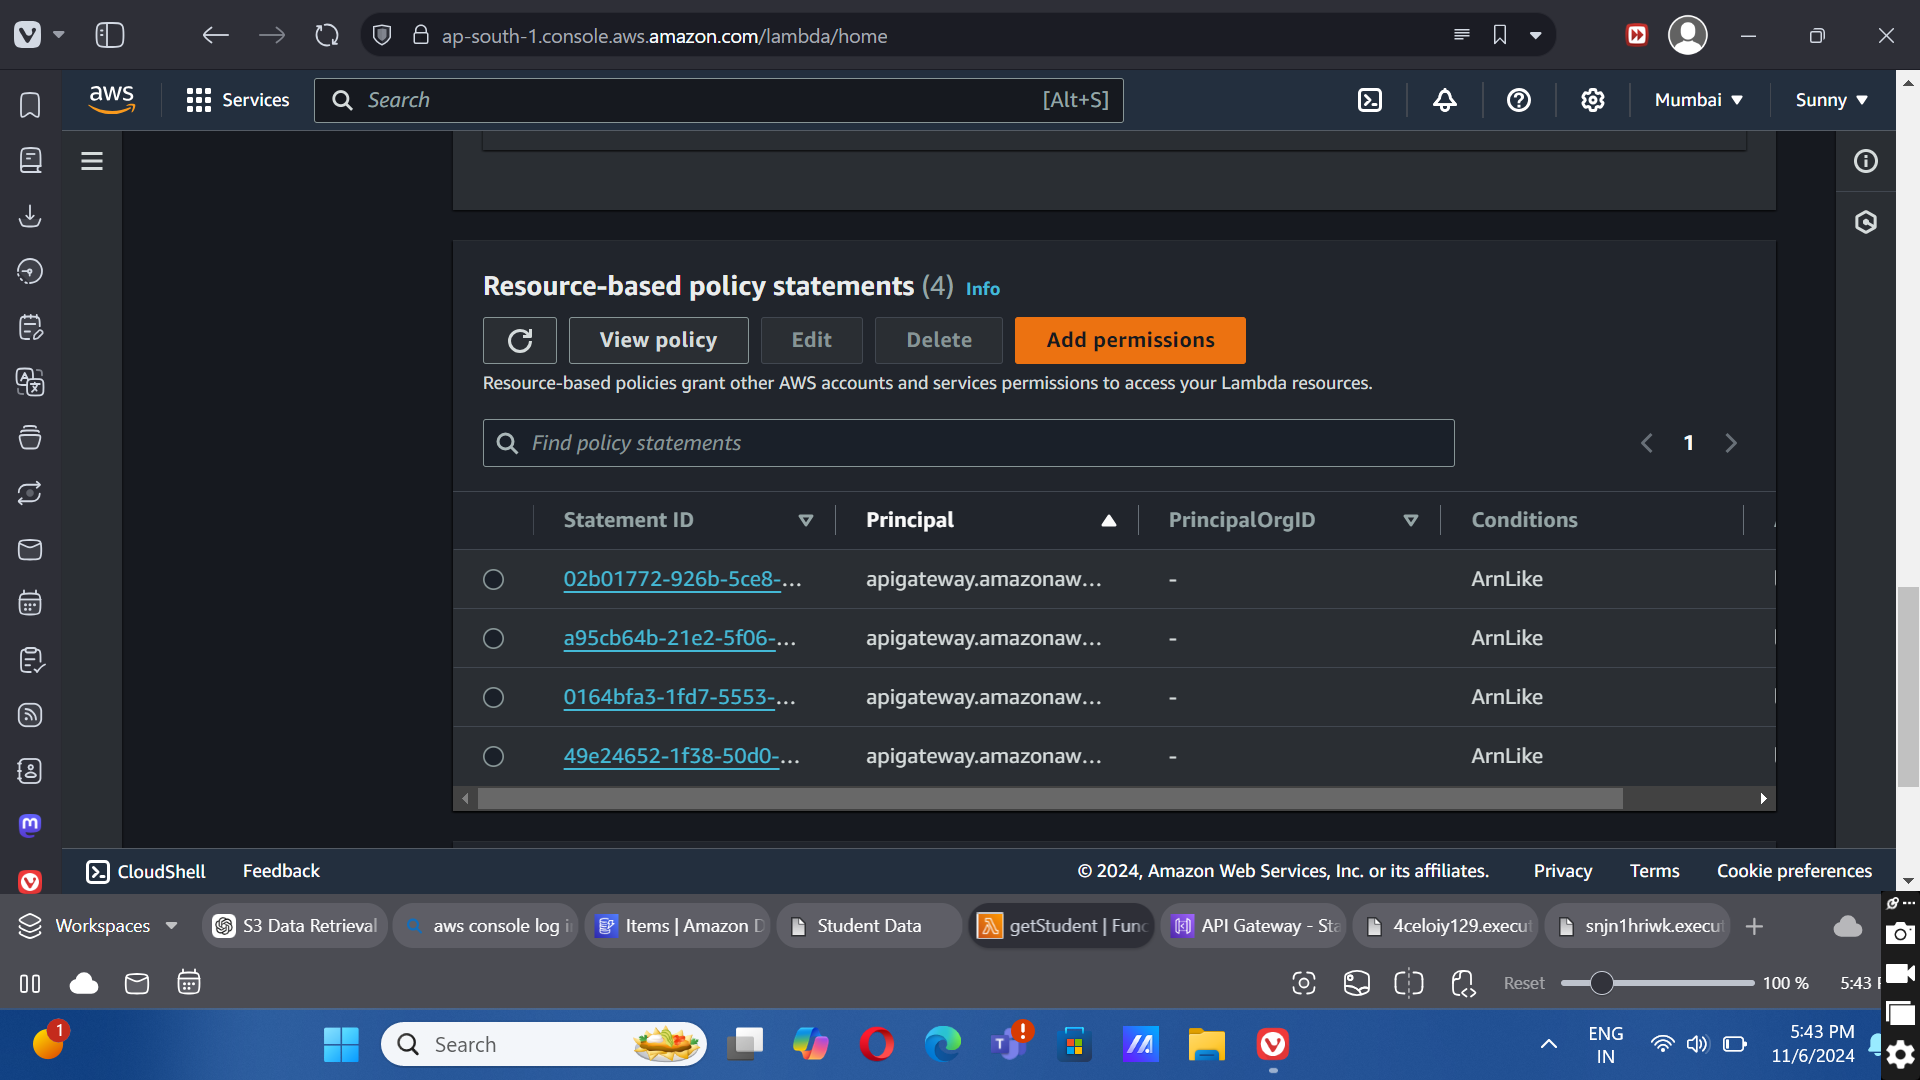 ap-south-1.console.aws.amazon.com/lambda/home
aws
Services
Search
[Alt+S]
Mumbai
Sunny
Resource-based policy statements (4) Info
View policy
Edit
Delete
Add permissions
Resource-based policies grant other AWS accounts and services permissions to access your Lambda resources.
Find policy statements
1
Statement ID
Principal
PrincipalOrgID
Conditions
02b01772-926b-5ce8-...
apigateway.amazonaw...
-
ArnLike
a95cb64b-21e2-5f06-...
apigateway.amazonaw...
-
ArnLike
0164bfa3-1fd7-5553-...
apigateway.amazonaw...
-
ArnLike
49e24652-1f38-50d0-...
apigateway.amazonaw...
-
ArnLike
CloudShell
Feedback
© 2024, Amazon Web Services, Inc. or its affiliates.
Privacy
Terms
Cookie preferences
Workspaces
S3 Data Retrieval
aws console log i
Items | Amazon D
Student Data
getStudent | Func
API Gateway - Sta
4celoiy129.execut
snjn1hriwk.execut
Reset
100 %
5:43
1
Search
ENG
IN
5:43 PM
11/6/2024